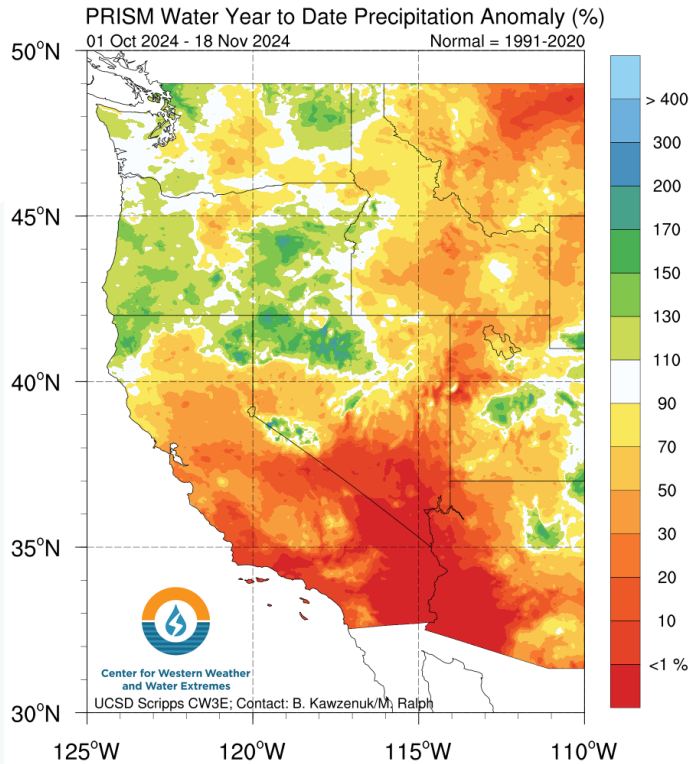 PRISM Water Year to Date Precipitation Anomaly (%)
01 Oct 2024 - 18 Nov 2024
Normal = 1991-2020
50°N
45°N
40°N
35°N
30°N
125°W
120°W
115°W
110°W
> 400
300
200
170
150
130
110
90
70
50
30
20
10
<1 %
Center for Western Weather
and Water Extremes
UCSD Scripps CW3E; Contact: B. Kawzenuk/M. Ralph